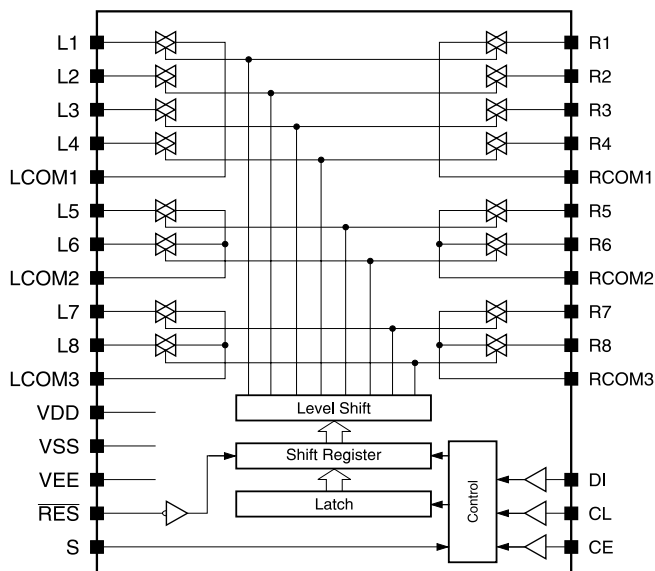 L1
R1
L2
R2
L3
R3
L4
R4
LCOM1
RCOM1
L5
R5
L6
R6
LCOM2
RCOM2
L7
R7
L8
R8
LCOM3
RCOM3
VDD
Level Shift
VSS
Shift Register
VEE
DI
RES
Latch
Control
CL
S
CE